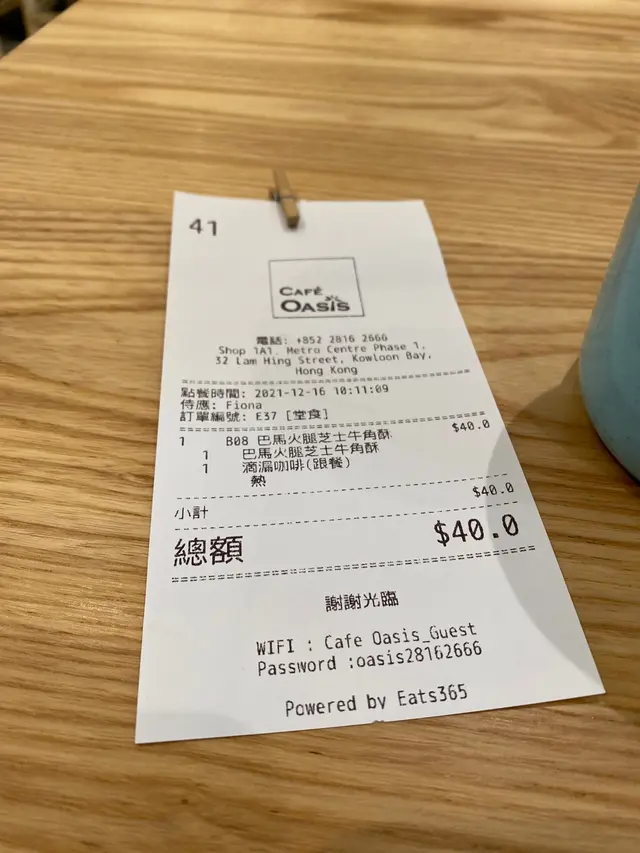 41
CAFÉ
OASIS
電話: +852 2816 2666
Shop 1A1, Metro Centre Phase 1,
32 Lam Hing Street, Kowloon Bay,
Hong Kong
點餐時間: 2021-12-16 10:11:09
侍應: Fiona
訂單編號: E37 [堂食]
1 B08 巴馬火腿芝士牛角酥 $40.0
1 巴馬火腿芝士牛角酥
1 滴漏咖啡(跟餐)
熱
小計 $40.0
總額 $40.0
謝謝光臨
WIFI : Cafe Oasis_Guest
Password :oasis28162666
Powered by Eats365